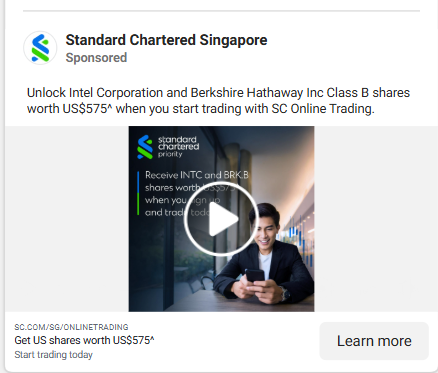 Standard Chartered Singapore
Sponsored
Unlock Intel Corporation and Berkshire Hathaway Inc Class B shares
worth US$575^ when you start trading with SC Online Trading.
standard
chartered
priority
Receive INTC and BRK.B
shares worth US$575^
when you sign up
and trade today
SC.COM/SG/ONLINETRADING
Get US shares worth US$575^
Start trading today
Learn more